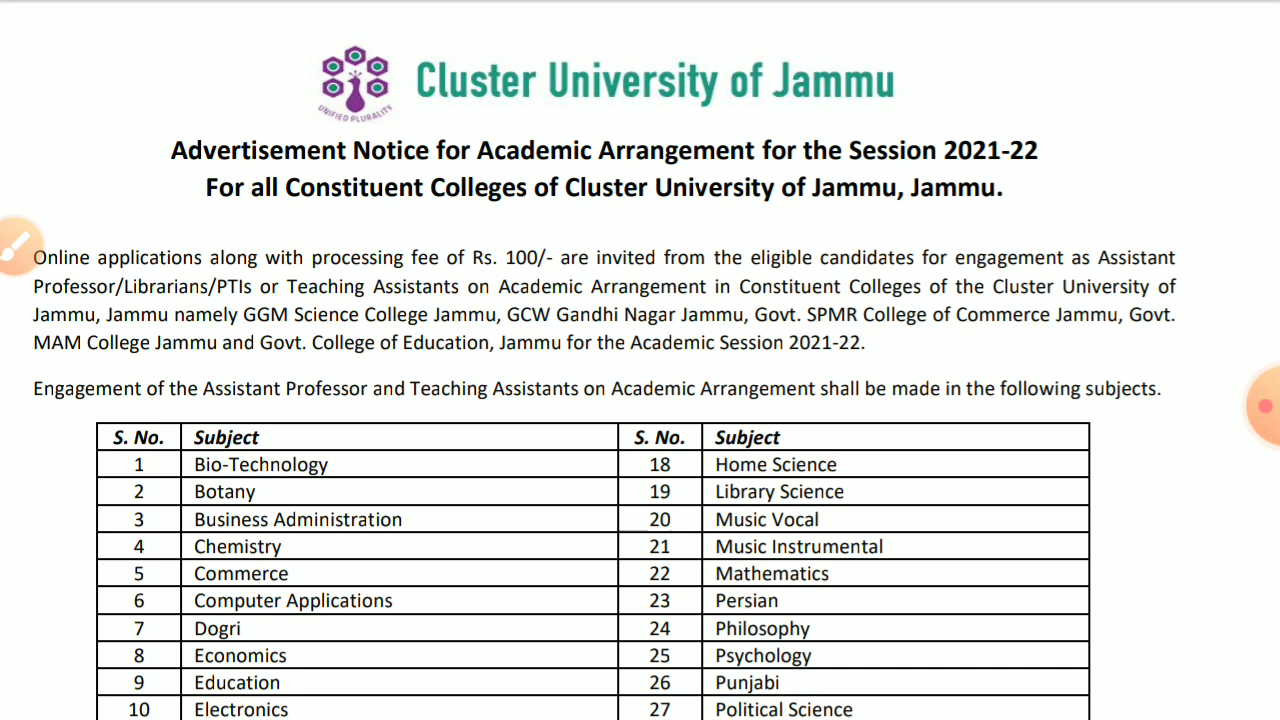 UNIFIED PLURALITY
Cluster University of Jammu
Advertisement Notice for Academic Arrangement for the Session 2021-22
For all Constituent Colleges of Cluster University of Jammu, Jammu.
Online applications along with processing fee of Rs. 100/- are invited from the eligible candidates for engagement as Assistant
Professor/Librarians/PTIs or Teaching Assistants on Academic Arrangement in Constituent Colleges of the Cluster University of
Jammu, Jammu namely GGM Science College Jammu, GCW Gandhi Nagar Jammu, Govt. SPMR College of Commerce Jammu, Govt.
MAM College Jammu and Govt. College of Education, Jammu for the Academic Session 2021-22.
Engagement of the Assistant Professor and Teaching Assistants on Academic Arrangement shall be made in the following subjects.
S. No. Subject S. No. Subject
1 Bio-Technology 18 Home Science
2 Botany 19 Library Science
3 Business Administration 20 Music Vocal
4 Chemistry 21 Music Instrumental
5 Commerce 22 Mathematics
6 Computer Applications 23 Persian
7 Dogri 24 Philosophy
8 Economics 25 Psychology
9 Education 26 Punjabi
10 Electronics 27 Political Science